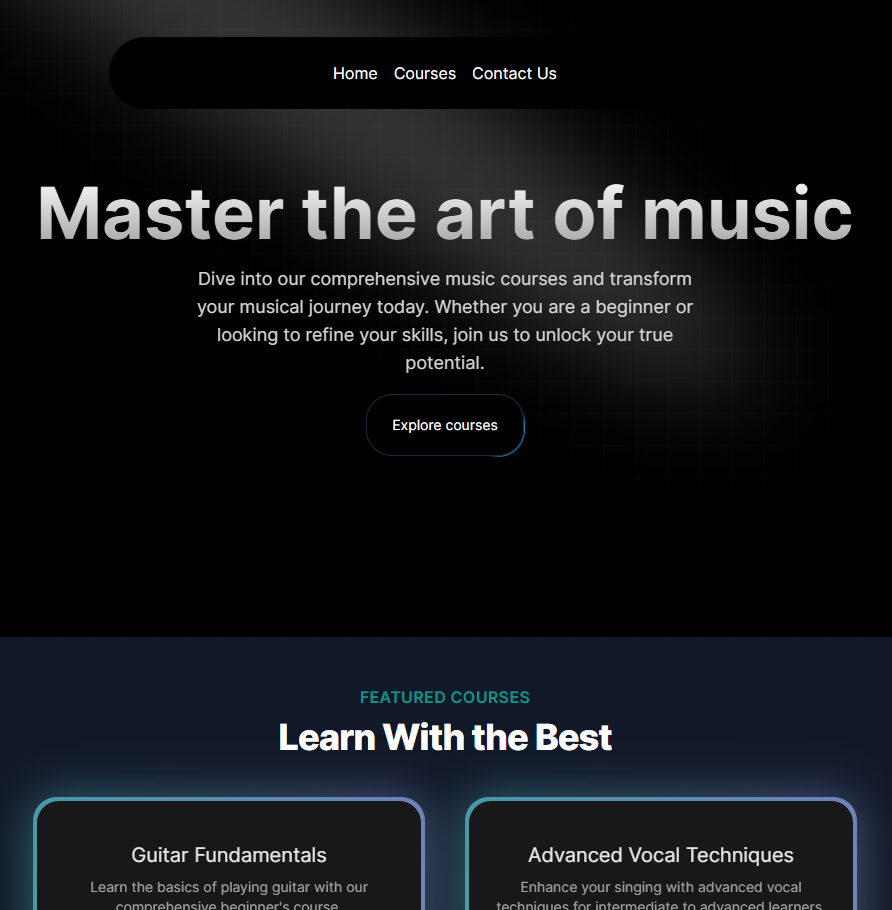 Home Courses Contact Us
Master the art of music
Dive into our comprehensive music courses and transform
your musical journey today. Whether you are a beginner or
looking to refine your skills, join us to unlock your true
potential.
Explore courses
FEATURED COURSES
Learn With the Best
Guitar Fundamentals
Advanced Vocal Techniques
Learn the basics of playing guitar with our
comprehensive beginner's course.
Enhance your singing with advanced vocal
techniques for intermediate to advanced learners.